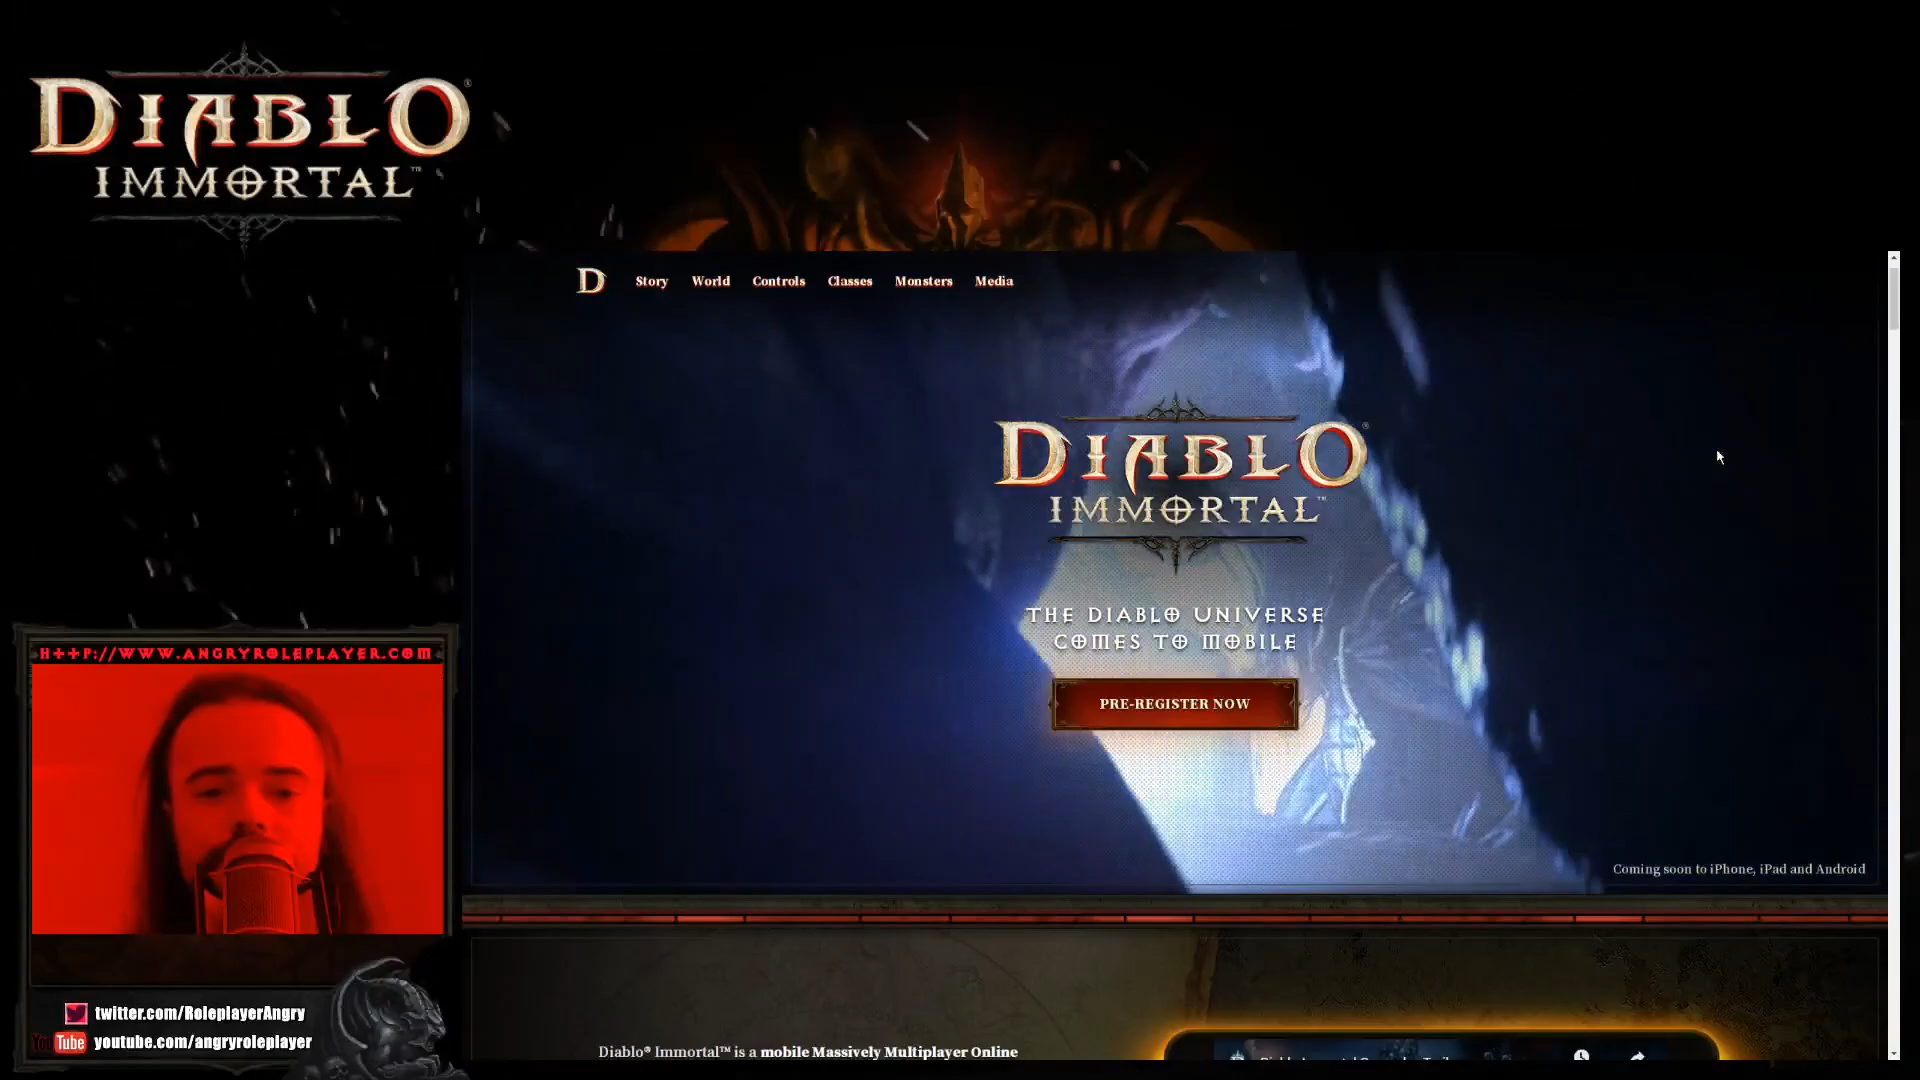 DIABLO®
IMMORTAL™
D
Story
World
Controls
Classes
Monsters
Media
DIABLO®
IMMORTAL™
THE DIABLO UNIVERSE
COMES TO MOBILE
PRE-REGISTER NOW
Coming soon to iPhone, iPad and Android
HTTP://WWW.ANGRYROLEPLAYER.COM
twitter.com/RoleplayerAngry
YouTube youtube.com/angryroleplayer
Diablo® Immortal™ is a mobile Massively Multiplayer Online